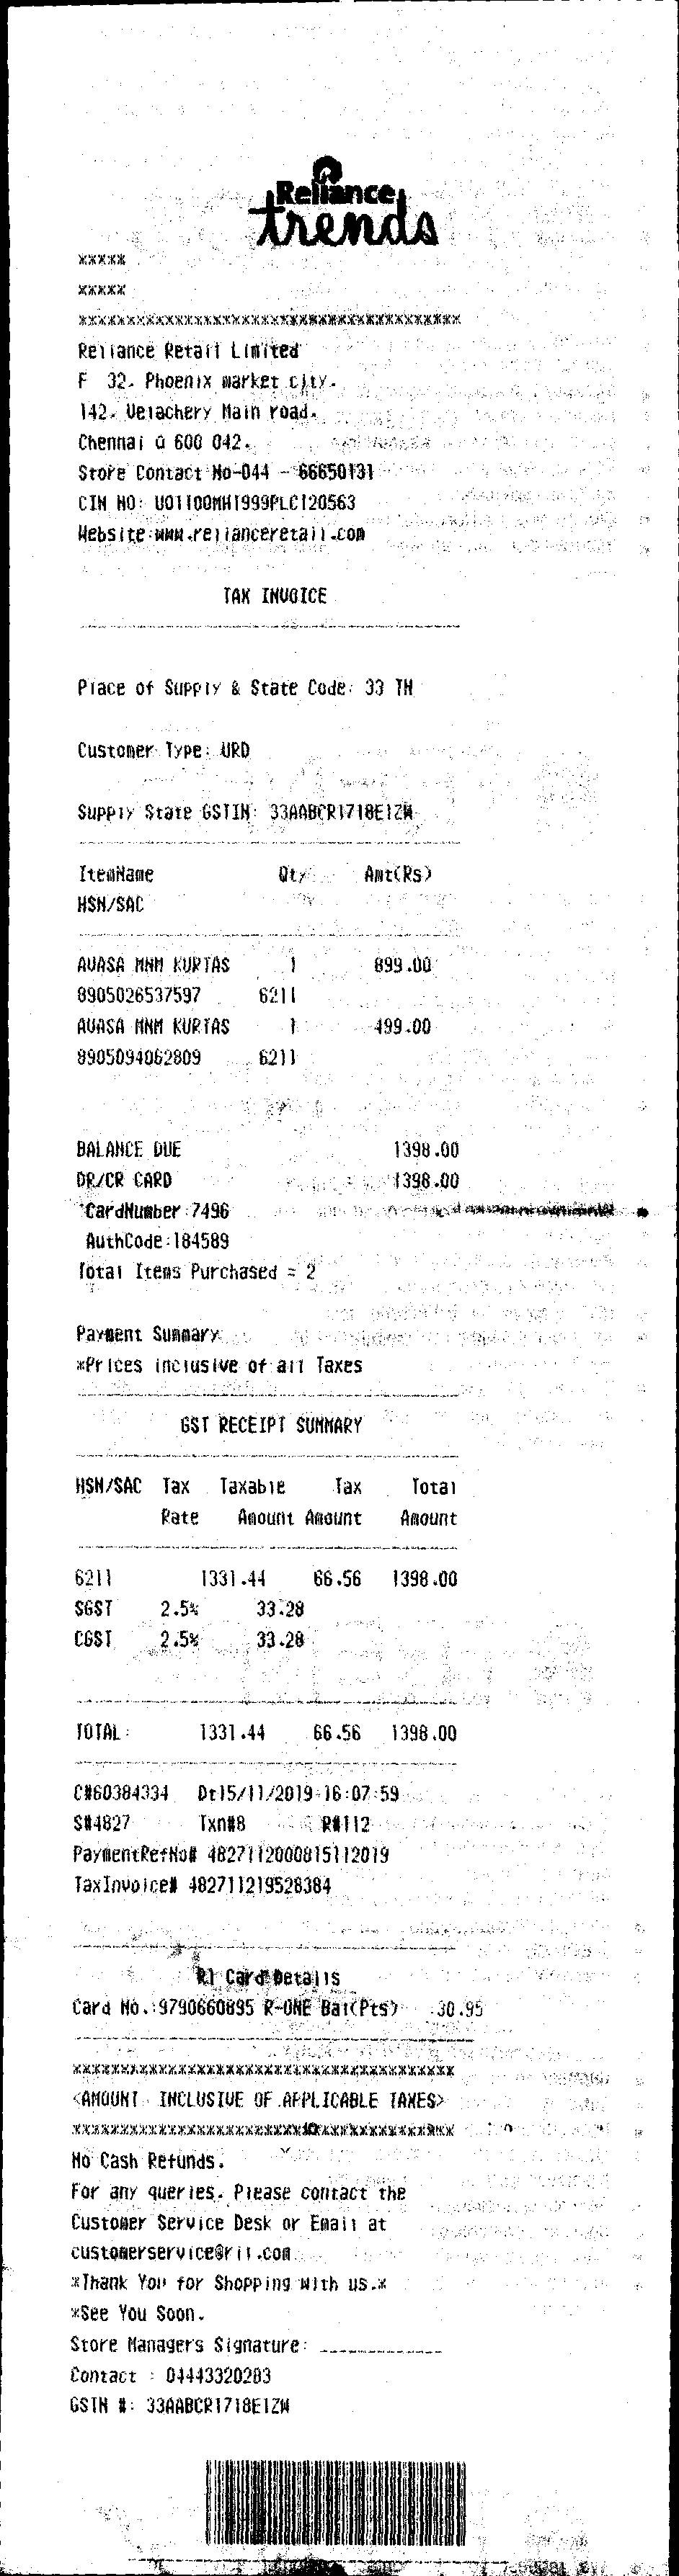 Reliance
trends
*****
*****
****************************************
Reliance Retail Limited
F 32, Phoenix market city,
142, Velachery Main road,
Chennai û 600 042.
Store Contact No-044 - 66650131
CIN NO: U01100MH1999PLC120563
Website:www.relianceretail.com
TAX INVOICE
Place of Supply & State Code: 33 TN
Customer Type: URD
Supply State GSTIN: 33AABCR1718E1ZW
ItemName Qty Amt(Rs)
HSN/SAC
AVASA MNM KURTAS 1 899.00
8905026537597 6211
AVASA MNM KURTAS 1 499.00
8905094062809 6211
BALANCE DUE 1398.00
DR/CR CARD 1398.00
CardNumber:7496
AuthCode:184589
Total Items Purchased = 2
Payment Summary
*Prices inclusive of all Taxes
GST RECEIPT SUMMARY
HSN/SAC Tax Taxable Tax Total
Rate Amount Amount Amount
6211 1331.44 66.56 1398.00
SGST 2.5% 33.28
CGST 2.5% 33.28
TOTAL: 1331.44 66.56 1398.00
C#60384334 Dt15/11/2019-16:07:59
S#4827 Txn#8 R#112
PaymentRefNo# 4827112000815112019
TaxInvoice# 482711219528384
R1 Card Details
Card No.:9790660895 R-ONE Bal(Pts) :30.95
****************************************
<AMOUNT INCLUSIVE OF APPLICABLE TAXES>
****************************************
No Cash Refunds.
For any queries, Please contact the
Customer Service Desk or Email at
customerservice@ril.com
*Thank You for Shopping with us.*
*See You Soon.
Store Managers Signature: _____________
Contact : 04443320283
GSTN #: 33AABCR1718E1ZW